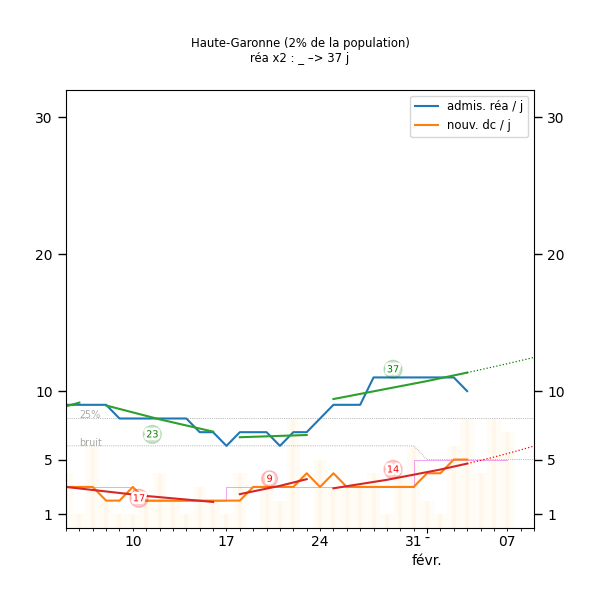 Haute-Garonne (2% de la population)
réa x2 : _ –> 37 j
admis. réa / j
nouv. dc / j
30 30
20 20
37
10 10
25%
23
bruit
5 5
14
9
17
1 1
10 17 24 31 - 07
févr.